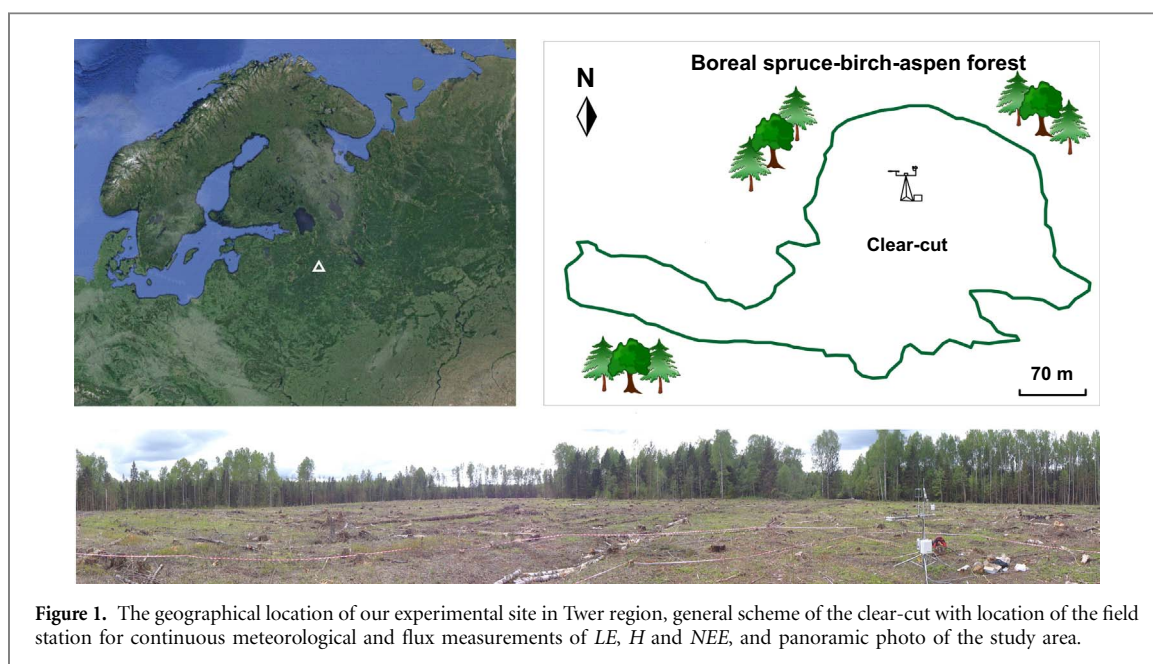 Boreal spruce-birch-aspen forest
N
Clear-cut
70 m
Figure 1. The geographical location of our experimental site in Twer region, general scheme of the clear-cut with location of the field
station for continuous meteorological and flux measurements of LE, H and NEE, and panoramic photo of the study area.